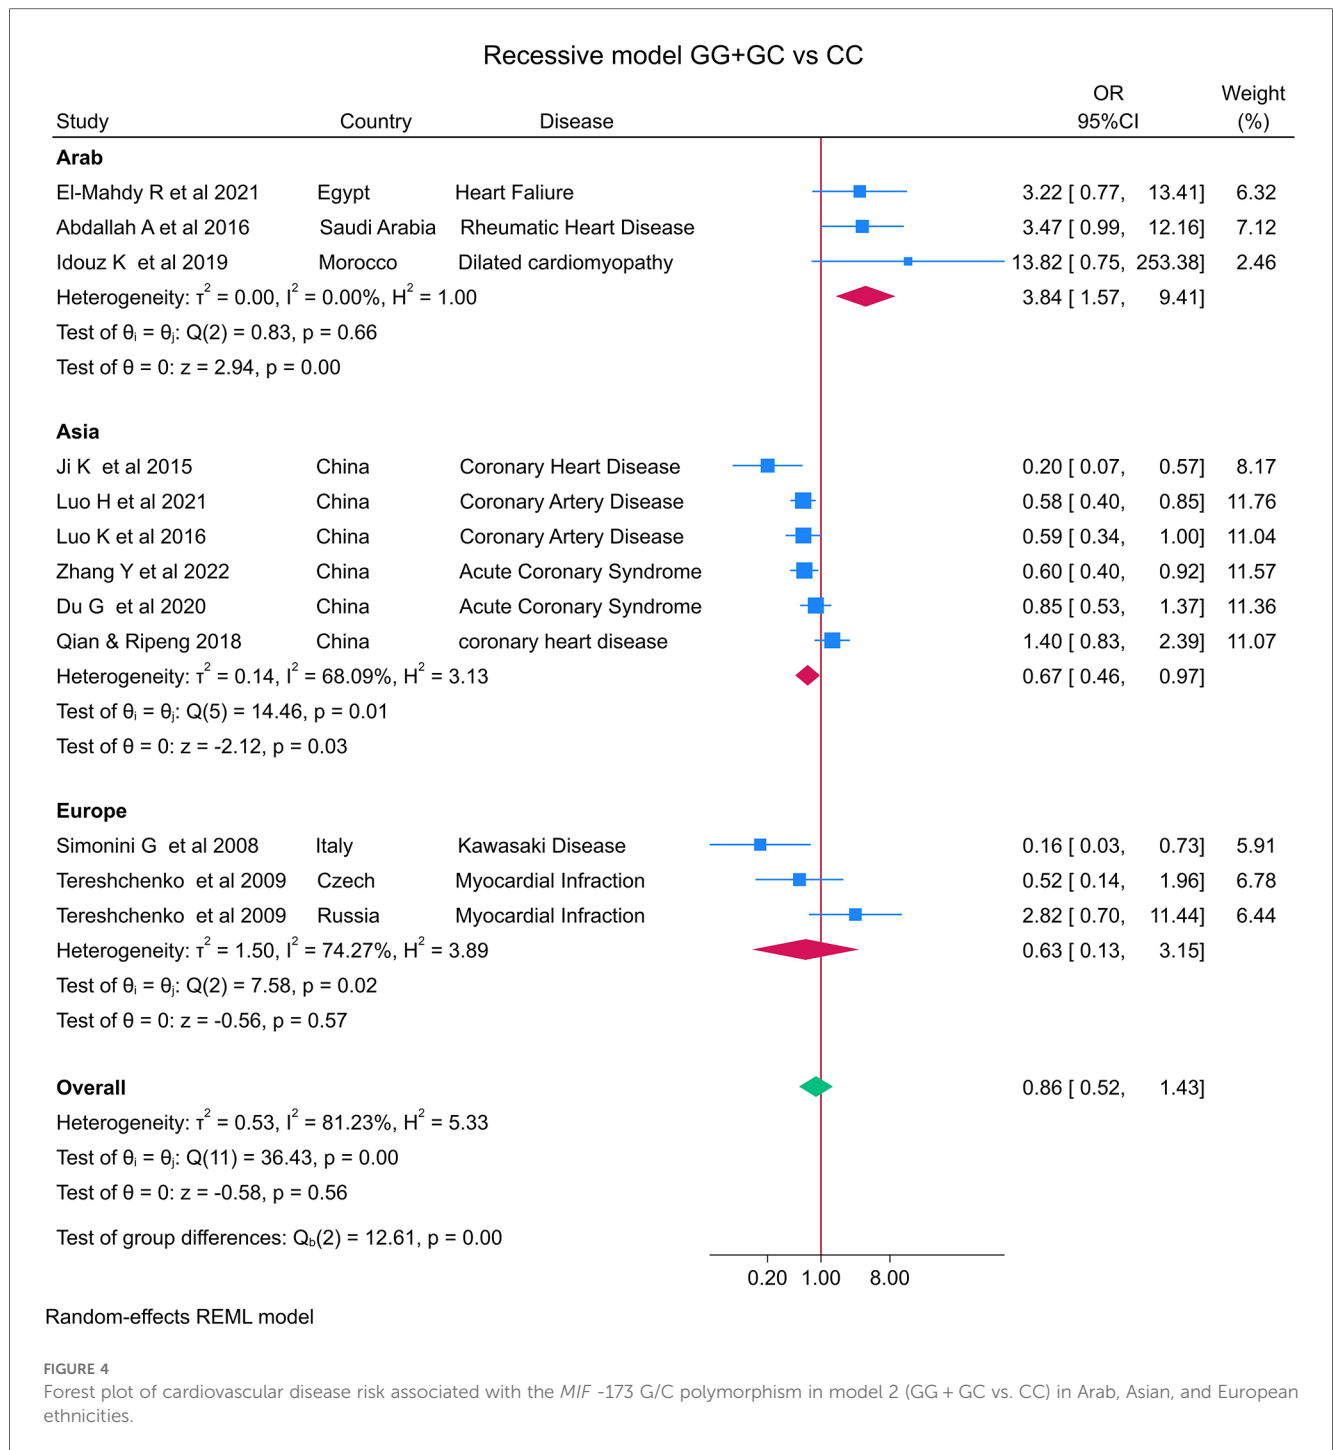 Recessive model GG+GC vs CC
OR Weight
Study Country Disease 95%CI (%)
Arab
El-Mahdy R et al 2021 Egypt Heart Faliure 3.22 [ 0.77, 13.41] 6.32
Abdallah A et al 2016 Saudi Arabia Rheumatic Heart Disease 3.47 [ 0.99, 12.16] 7.12
Idouz K et al 2019 Morocco Dilated cardiomyopathy 13.82 [ 0.75, 253.38] 2.46
Heterogeneity: τ² = 0.00, I² = 0.00%, H² = 1.00 3.84 [ 1.57, 9.41]
Test of θᵢ = θⱼ: Q(2) = 0.83, p = 0.66
Test of θ = 0: z = 2.94, p = 0.00
Asia
Ji K et al 2015 China Coronary Heart Disease 0.20 [ 0.07, 0.57] 8.17
Luo H et al 2021 China Coronary Artery Disease 0.58 [ 0.40, 0.85] 11.76
Luo K et al 2016 China Coronary Artery Disease 0.59 [ 0.34, 1.00] 11.04
Zhang Y et al 2022 China Acute Coronary Syndrome 0.60 [ 0.40, 0.92] 11.57
Du G et al 2020 China Acute Coronary Syndrome 0.85 [ 0.53, 1.37] 11.36
Qian & Ripeng 2018 China coronary heart disease 1.40 [ 0.83, 2.39] 11.07
Heterogeneity: τ² = 0.14, I² = 68.09%, H² = 3.13 0.67 [ 0.46, 0.97]
Test of θᵢ = θⱼ: Q(5) = 14.46, p = 0.01
Test of θ = 0: z = -2.12, p = 0.03
Europe
Simonini G et al 2008 Italy Kawasaki Disease 0.16 [ 0.03, 0.73] 5.91
Tereshchenko et al 2009 Czech Myocardial Infraction 0.52 [ 0.14, 1.96] 6.78
Tereshchenko et al 2009 Russia Myocardial Infraction 2.82 [ 0.70, 11.44] 6.44
Heterogeneity: τ² = 1.50, I² = 74.27%, H² = 3.89 0.63 [ 0.13, 3.15]
Test of θᵢ = θⱼ: Q(2) = 7.58, p = 0.02
Test of θ = 0: z = -0.56, p = 0.57
Overall 0.86 [ 0.52, 1.43]
Heterogeneity: τ² = 0.53, I² = 81.23%, H² = 5.33
Test of θᵢ = θⱼ: Q(11) = 36.43, p = 0.00
Test of θ = 0: z = -0.58, p = 0.56
Test of group differences: Q_b(2) = 12.61, p = 0.00
0.20 1.00 8.00
Random-effects REML model
FIGURE 4
Forest plot of cardiovascular disease risk associated with the MIF -173 G/C polymorphism in model 2 (GG + GC vs. CC) in Arab, Asian, and European
ethnicities.